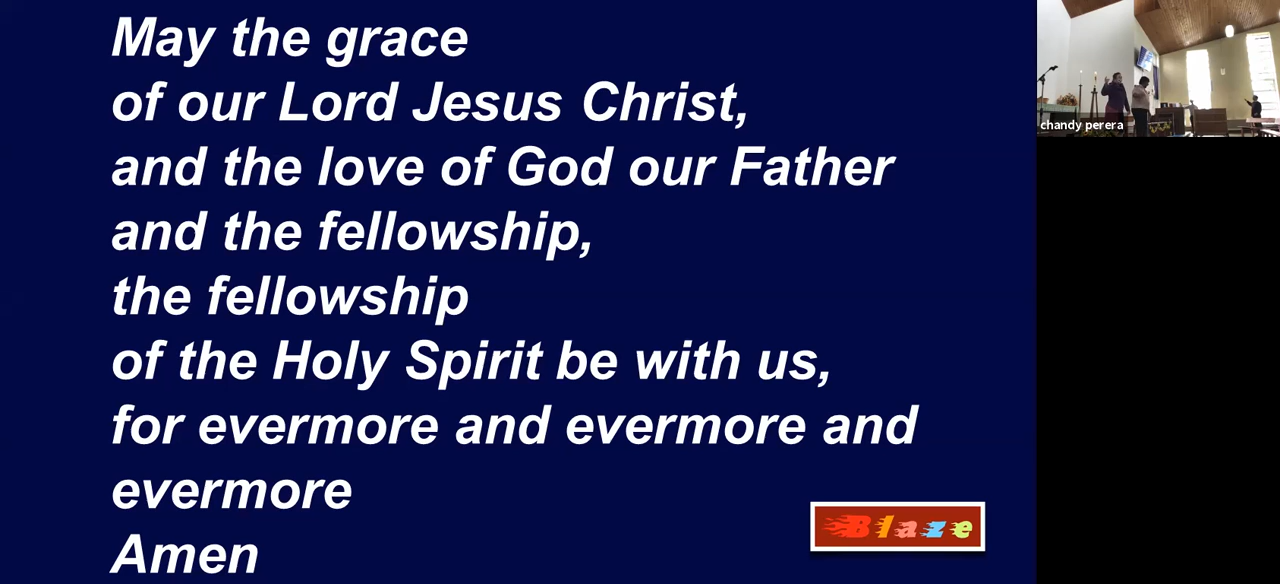 May the grace
of our Lord Jesus Christ,
and the love of God our Father
and the fellowship,
the fellowship
of the Holy Spirit be with us,
for evermore and evermore and
evermore
Amen
Blaze
chandy perera